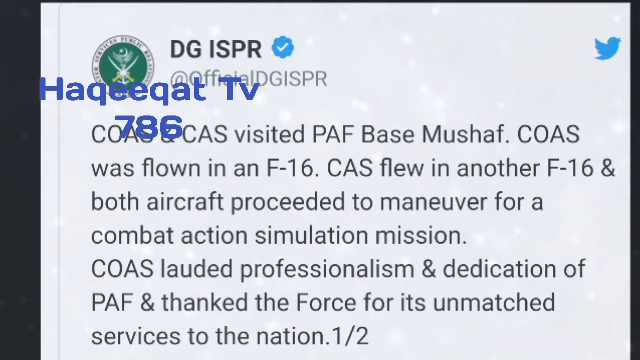 DG ISPR
@OfficialDGISPR
Haqeeqat Tv
786
COAS & CAS visited PAF Base Mushaf. COAS
was flown in an F-16. CAS flew in another F-16 &
both aircraft proceeded to maneuver for a
combat action simulation mission.
COAS lauded professionalism & dedication of
PAF & thanked the Force for its unmatched
services to the nation.1/2